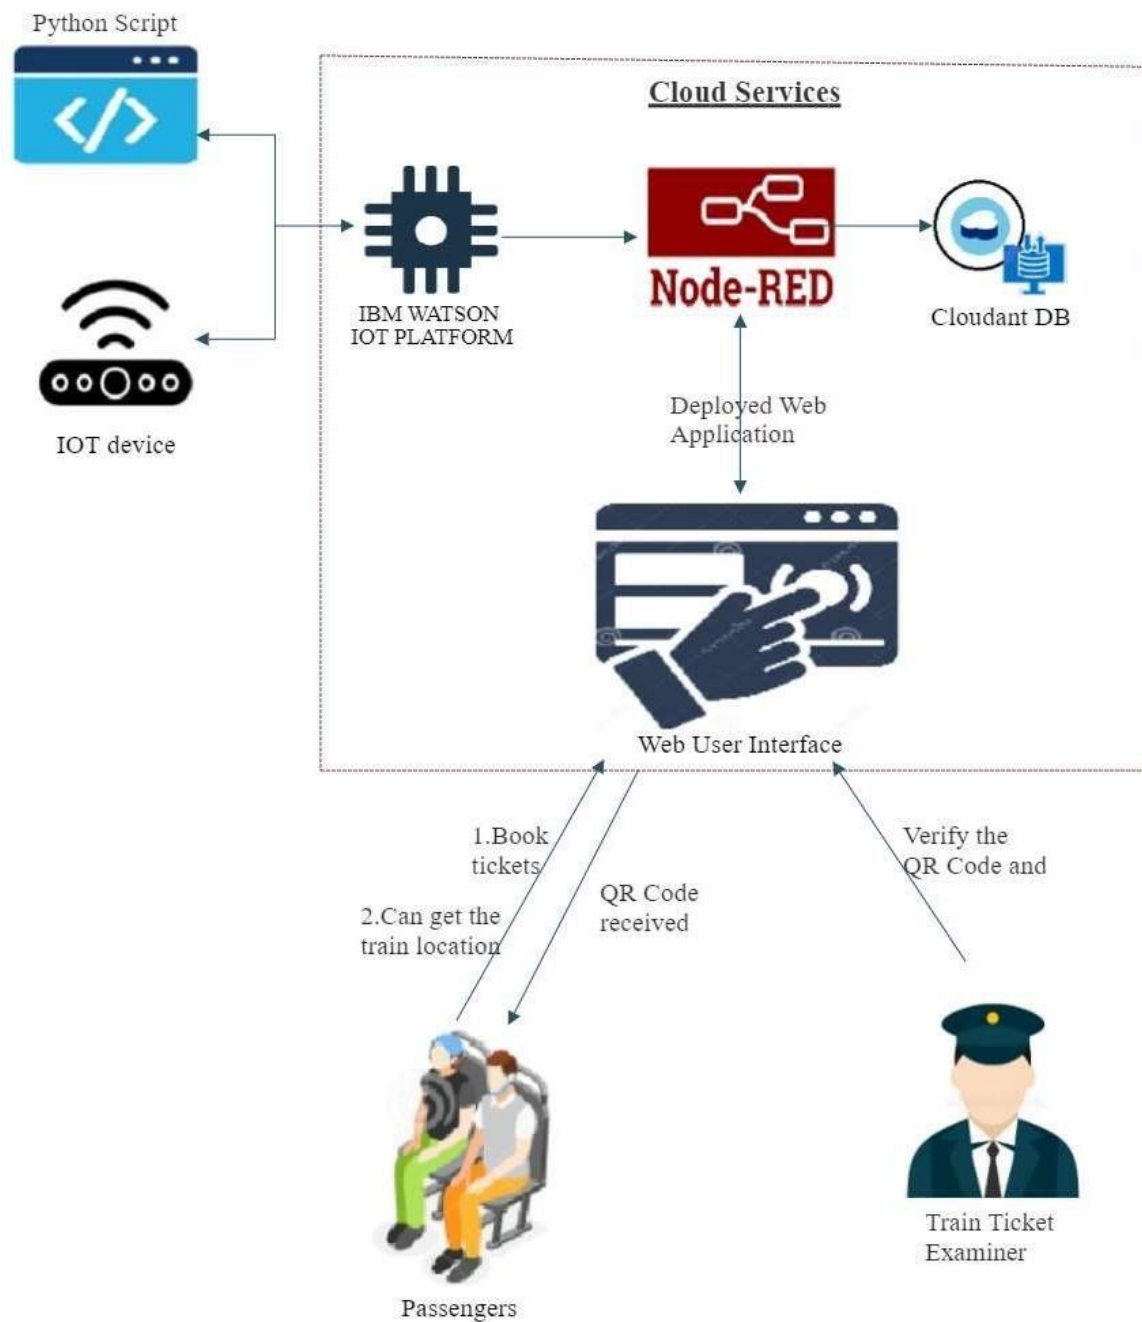 Python Script
Cloud Services
IBM WATSON
IOT PLATFORM
Node-RED
Cloudant DB
IOT device
Deployed Web
Application
Web User Interface
1.Book
tickets
2.Can get the
train location
QR Code
received
Verify the
QR Code and
Passengers
Train Ticket
Examiner